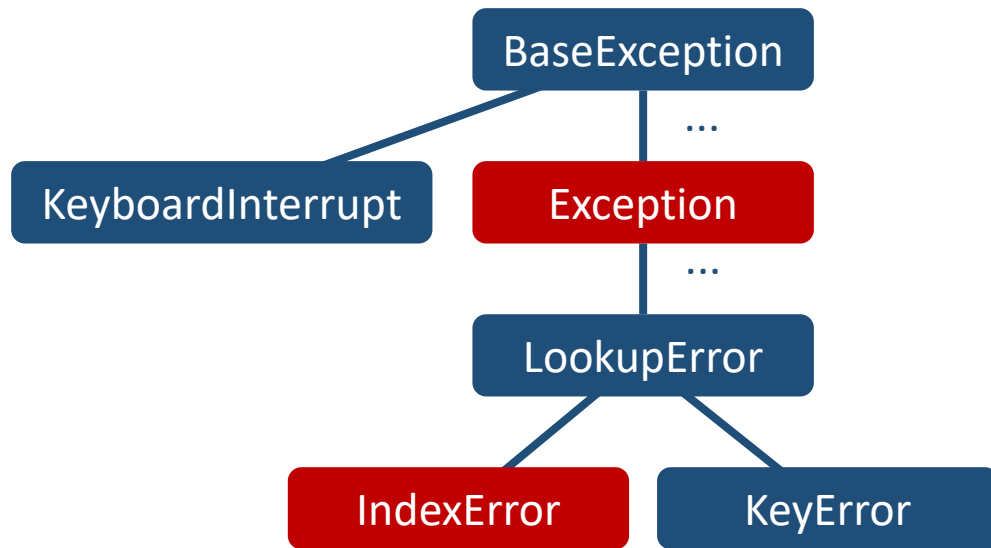 BaseException
...
KeyboardInterrupt
Exception
...
LookupError
IndexError
KeyError